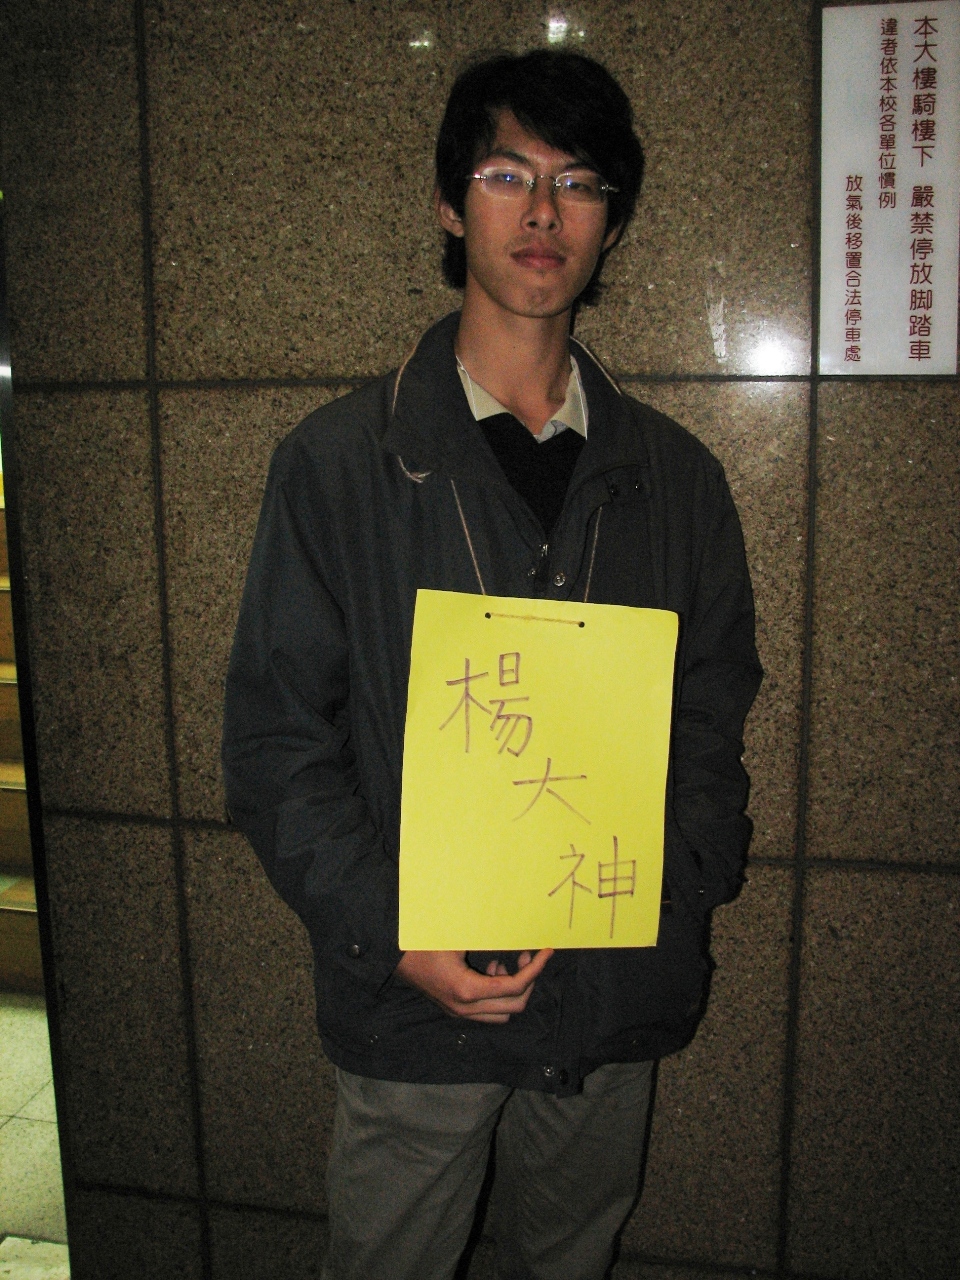 本大樓騎樓下 嚴禁停放脚踏車
違者依本校各單位慣例
放氣後移置合法停車處
楊
大
神